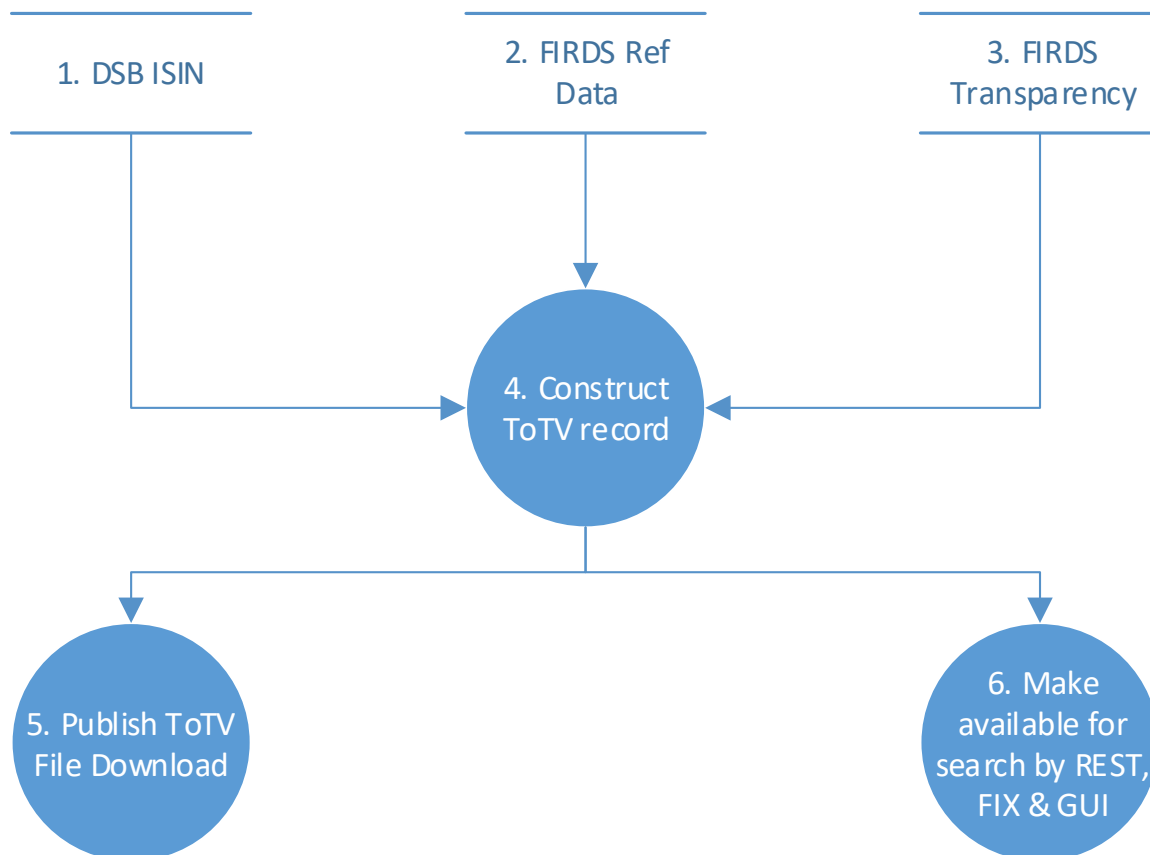 1. DSB ISIN
2. FIRDS Ref
Data
3. FIRDS
Transparency
4. Construct
ToTV record
5. Publish ToTV
File Download
6. Make
available for
search by REST,
FIX & GUI